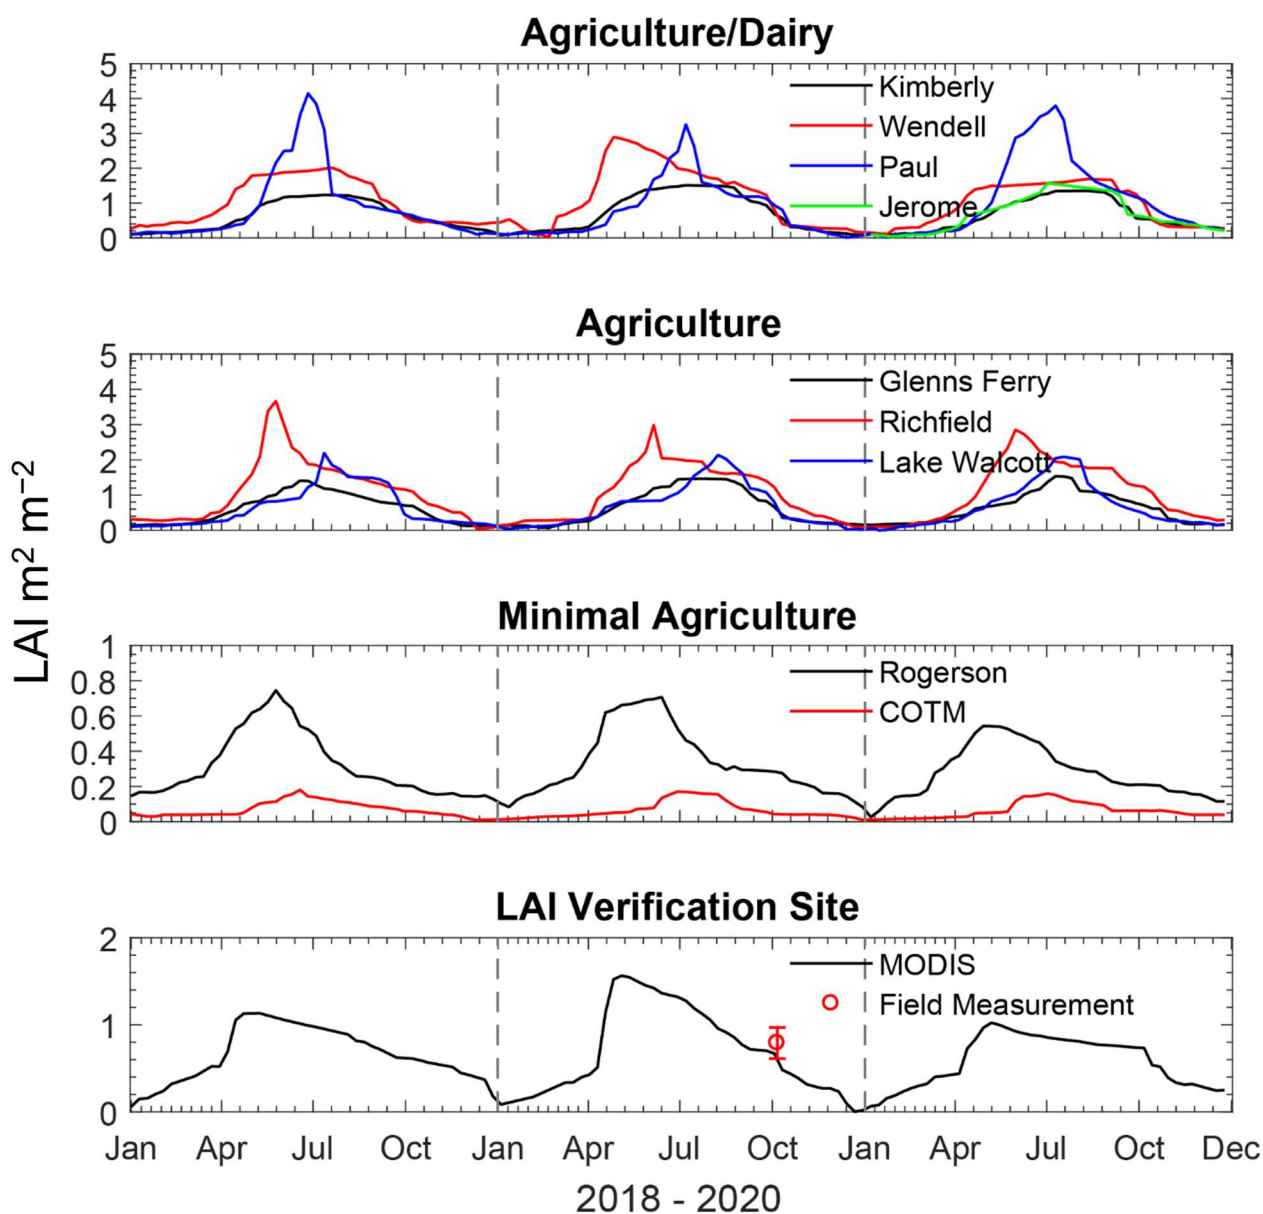 Agriculture/Dairy
5
4
3
2
1
0
Kimberly
Wendell
Paul
Jerome
Agriculture
5
4
3
2
1
0
Glenns Ferry
Richfield
Lake Walcott
LAI m² m⁻²
Minimal Agriculture
1
0.8
0.6
0.4
0.2
0
Rogerson
COTM
LAI Verification Site
2
1
0
MODIS
Field Measurement
Jan Apr Jul Oct Jan Apr Jul Oct Jan Apr Jul Oct Dec
2018 - 2020